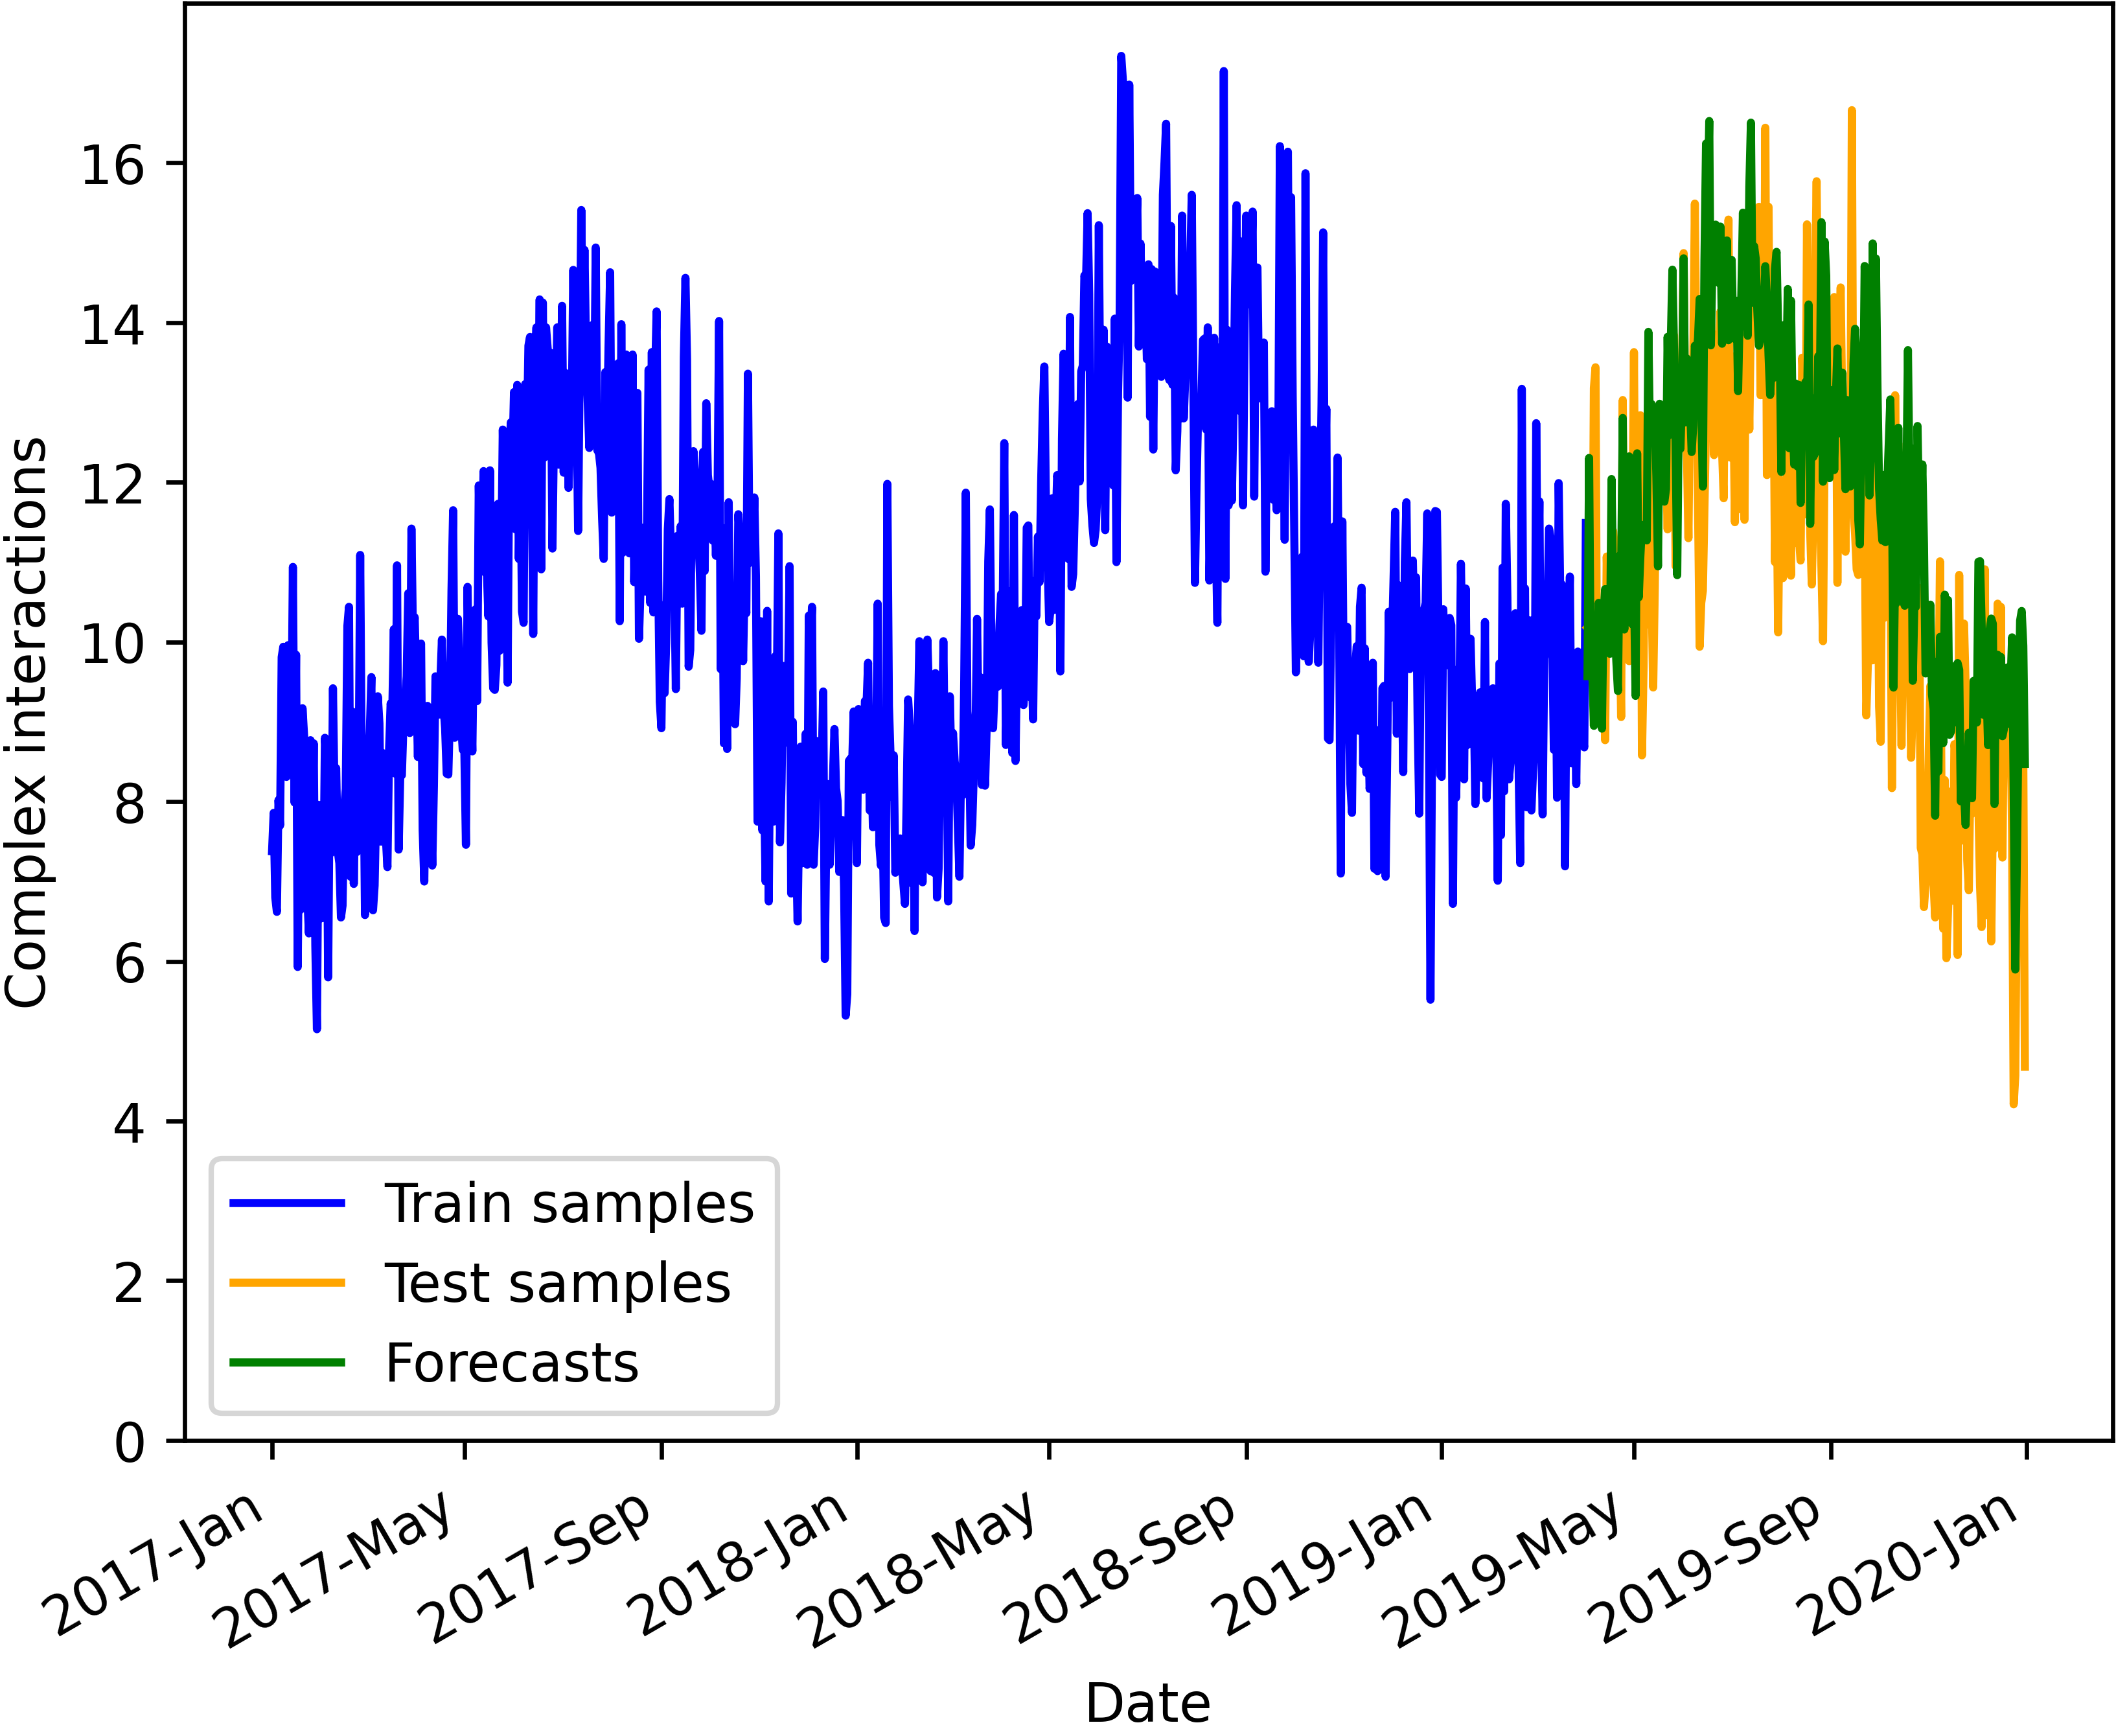 Complex interactions
16
14
12
10
8
6
4
2
0
Train samples
Test samples
Forecasts
2017-Jan
2017-May
2017-Sep
2018-Jan
2018-May
2018-Sep
2019-Jan
2019-May
2019-Sep
2020-Jan
Date